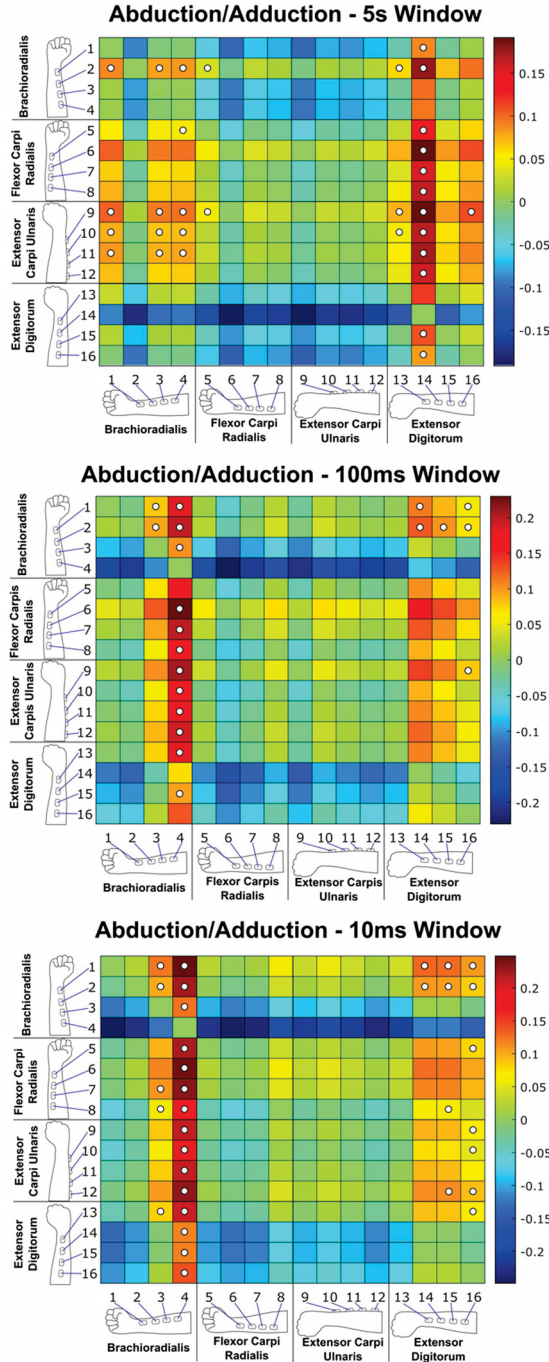 Abduction/Adduction - 5s Window
Brachioradialis
1
2
3
4
Flexor Carpi
Radialis
5
6
7
8
Extensor
Carpi Ulnaris
9
10
11
12
Extensor
Digitorum
13
14
15
16
0.15
0.1
0.05
0
-0.05
-0.1
-0.15
1 2 3 4 5 6 7 8 9 10 11 12 13 14 15 16
Brachioradialis
Flexor Carpi
Radialis
Extensor Carpi
Ulnaris
Extensor
Digitorum
Abduction/Adduction - 100ms Window
Brachioradialis
1
2
3
4
Flexor Carpis
Radialis
5
6
7
8
Extensor
Carpis Ulnaris
9
10
11
12
Extensor
Digitorum
13
14
15
16
0.2
0.15
0.1
0.05
0
-0.05
-0.1
-0.15
-0.2
1 2 3 4 5 6 7 8 9 10 11 12 13 14 15 16
Brachioradialis
Flexor Carpis
Radialis
Extensor Carpis
Ulnaris
Extensor
Digitorum
Abduction/Adduction - 10ms Window
Brachioradialis
1
2
3
4
Flexor Carpi
Radialis
5
6
7
8
Extensor
Carpi Ulnaris
9
10
11
12
Extensor
Digitorum
13
14
15
16
0.2
0.15
0.1
0.05
0
-0.05
-0.1
-0.15
-0.2
1 2 3 4 5 6 7 8 9 10 11 12 13 14 15 16
Brachioradialis
Flexor Carpi
Radialis
Extensor Carpi
Ulnaris
Extensor
Digitorum